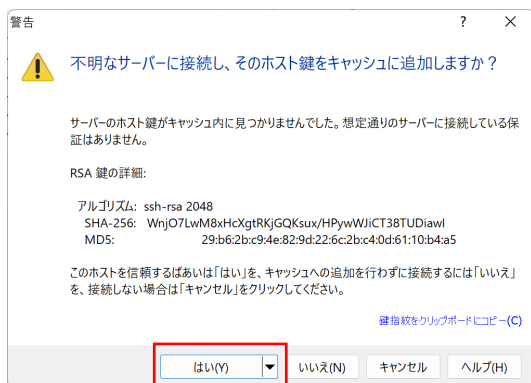 警告
?
不明なサーバーに接続し、そのホスト鍵をキャッシュに追加しますか？
サーバーのホスト鍵がキャッシュ内に見つかりませんでした。想定通りのサーバーに接続している保
証はありません。
RSA 鍵の詳細:
アルゴリズム: ssh-rsa 2048
SHA-256: WnjO7LwM8xHcXgtRKjGQKsux/HPywWJiCT38TUDiawI
MD5: 29:b6:2b:c9:4e:82:9d:22:6c:2b:c4:0d:61:10:b4:a5
このホストを信頼するばあいは「はい」を、キャッシュへの追加を行わずに接続するには「いいえ」
を、接続しない場合は「キャンセル」をクリックしてください。
鍵指紋をクリップボードにコピー(C)
はい(Y) いいえ(N) キャンセル ヘルプ(H)